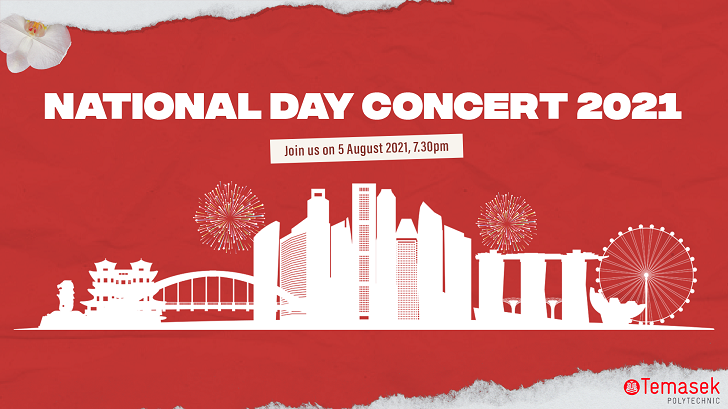 NATIONAL DAY CONCERT 2021
Join us on 5 August 2021, 7.30pm
Temasek
POLYTECHNIC